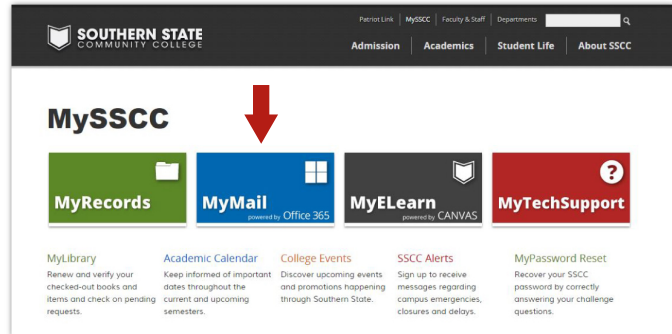 Patriot Link MySSCC Faculty & Staff Departments
SOUTHERN STATE
COMMUNITY COLLEGE
Admission Academics Student Life About SSCC
MySSCC
MyRecords
MyMail
powered by Office 365
MyELearn
powered by CANVAS
?
MyTechSupport
MyLibrary
Renew and verify your
checked-out books and
items and check on pending
requests.
Academic Calendar
Keep informed of important
dates throughout the
current and upcoming
semesters.
College Events
Discover upcoming events
and promotions happening
through Southern State.
SSCC Alerts
Sign up to receive
messages regarding
campus emergencies,
closures and delays.
MyPassword Reset
Recover your SSCC
password by correctly
answering your challenge
questions.